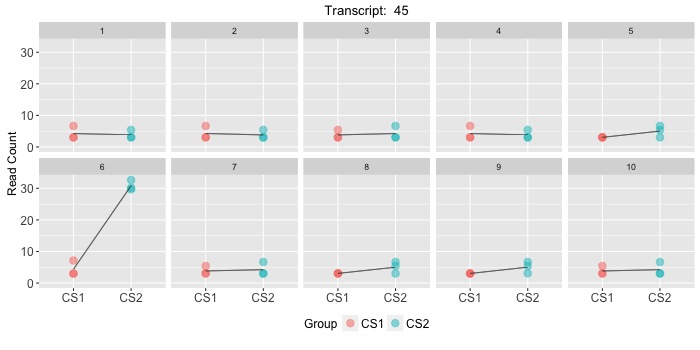 Transcript: 45
1 2 3 4 5
30
20
10
0
Read Count
6 7 8 9 10
30
20
10
0
CS1 CS2 CS1 CS2 CS1 CS2 CS1 CS2 CS1 CS2
Group CS1 CS2